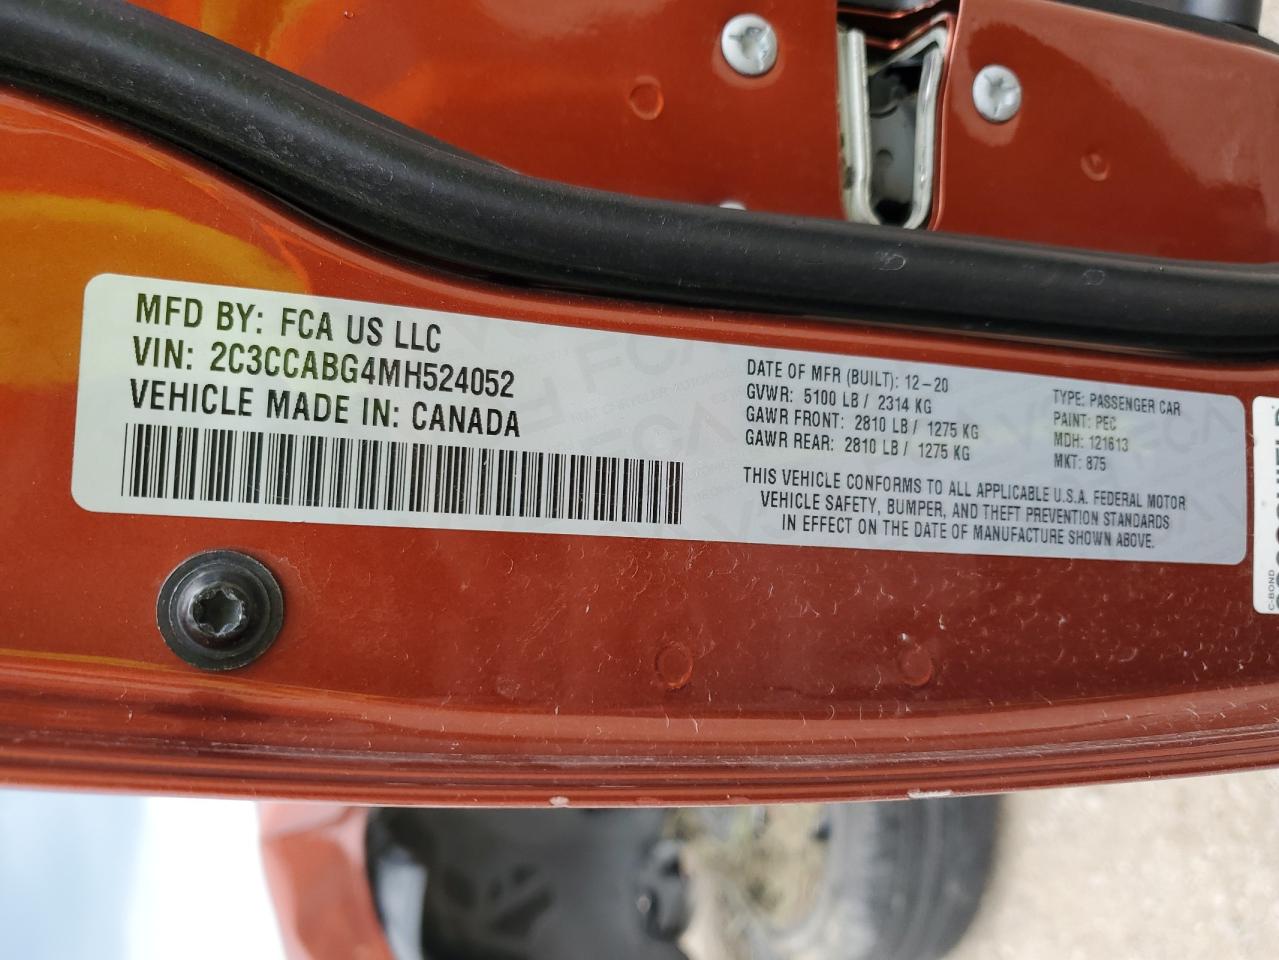 MFD BY: FCA US LLC
VIN: 2C3CCABG4MH524052
VEHICLE MADE IN: CANADA
DATE OF MFR (BUILT): 12-20
GVWR: 5100 LB / 2314 KG
GAWR FRONT: 2810 LB / 1275 KG
GAWR REAR: 2810 LB / 1275 KG
TYPE: PASSENGER CAR
PAINT: PEC
MDH: 121613
MKT: 875
THIS VEHICLE CONFORMS TO ALL APPLICABLE U.S.A. FEDERAL MOTOR
VEHICLE SAFETY, BUMPER, AND THEFT PREVENTION STANDARDS
IN EFFECT ON THE DATE OF MANUFACTURE SHOWN ABOVE.
C-BOND